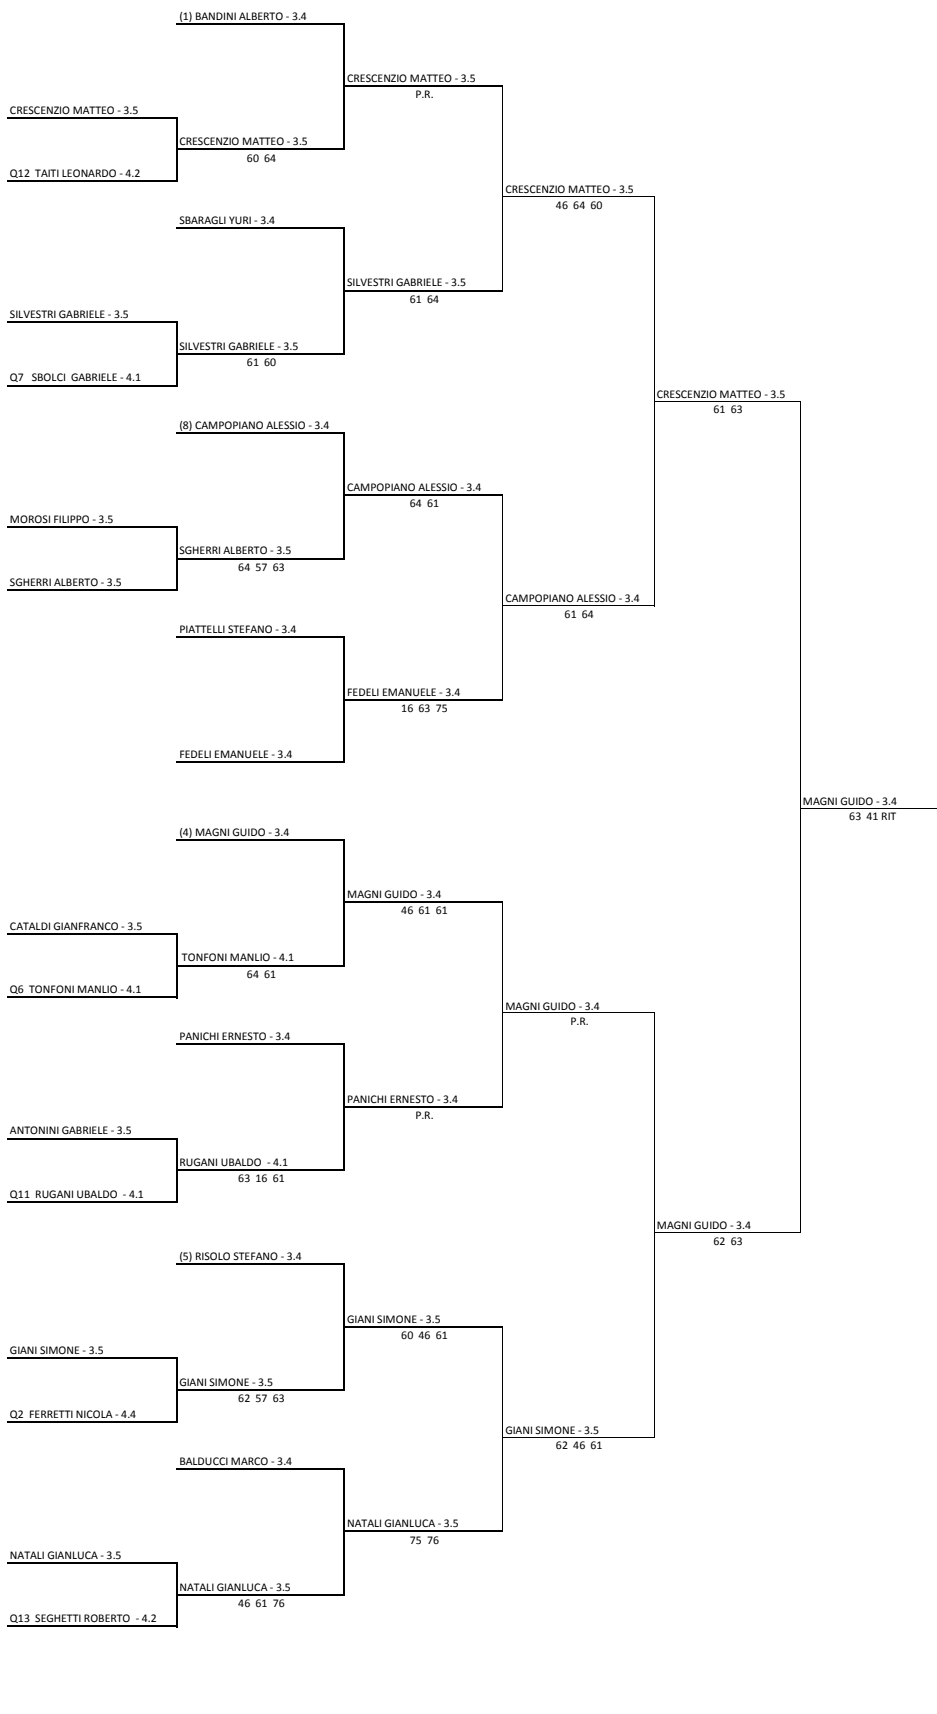 (1) BANDINI ALBERTO - 3.4
CRESCENZIO MATTEO - 3.5
P.R.
CRESCENZIO MATTEO - 3.5
CRESCENZIO MATTEO - 3.5
60 64
Q12 TAITI LEONARDO - 4.2
CRESCENZIO MATTEO - 3.5
46 64 60
SBARAGLI YURI - 3.4
SILVESTRI GABRIELE - 3.5
61 64
SILVESTRI GABRIELE - 3.5
SILVESTRI GABRIELE - 3.5
61 60
Q7 SBOLCI GABRIELE - 4.1
CRESCENZIO MATTEO - 3.5
61 63
(8) CAMPOPIANO ALESSIO - 3.4
CAMPOPIANO ALESSIO - 3.4
64 61
MOROSI FILIPPO - 3.5
SGHERRI ALBERTO - 3.5
64 57 63
SGHERRI ALBERTO - 3.5
CAMPOPIANO ALESSIO - 3.4
61 64
PIATTELLI STEFANO - 3.4
FEDELI EMANUELE - 3.4
16 63 75
FEDELI EMANUELE - 3.4
MAGNI GUIDO - 3.4
63 41 RIT
(4) MAGNI GUIDO - 3.4
MAGNI GUIDO - 3.4
46 61 61
CATALDI GIANFRANCO - 3.5
TONFONI MANLIO - 4.1
64 61
Q6 TONFONI MANLIO - 4.1
MAGNI GUIDO - 3.4
P.R.
PANICHI ERNESTO - 3.4
PANICHI ERNESTO - 3.4
P.R.
ANTONINI GABRIELE - 3.5
RUGANI UBALDO - 4.1
63 16 61
Q11 RUGANI UBALDO - 4.1
MAGNI GUIDO - 3.4
62 63
(5) RISOLO STEFANO - 3.4
GIANI SIMONE - 3.5
60 46 61
GIANI SIMONE - 3.5
GIANI SIMONE - 3.5
62 57 63
Q2 FERRETTI NICOLA - 4.4
GIANI SIMONE - 3.5
62 46 61
BALDUCCI MARCO - 3.4
NATALI GIANLUCA - 3.5
75 76
NATALI GIANLUCA - 3.5
NATALI GIANLUCA - 3.5
46 61 76
Q13 SEGHETTI ROBERTO - 4.2